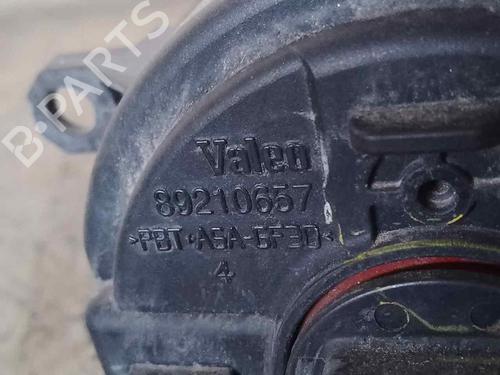 B-PARTS
Valeo
89210657
>PBT+ASA-GF30<
4